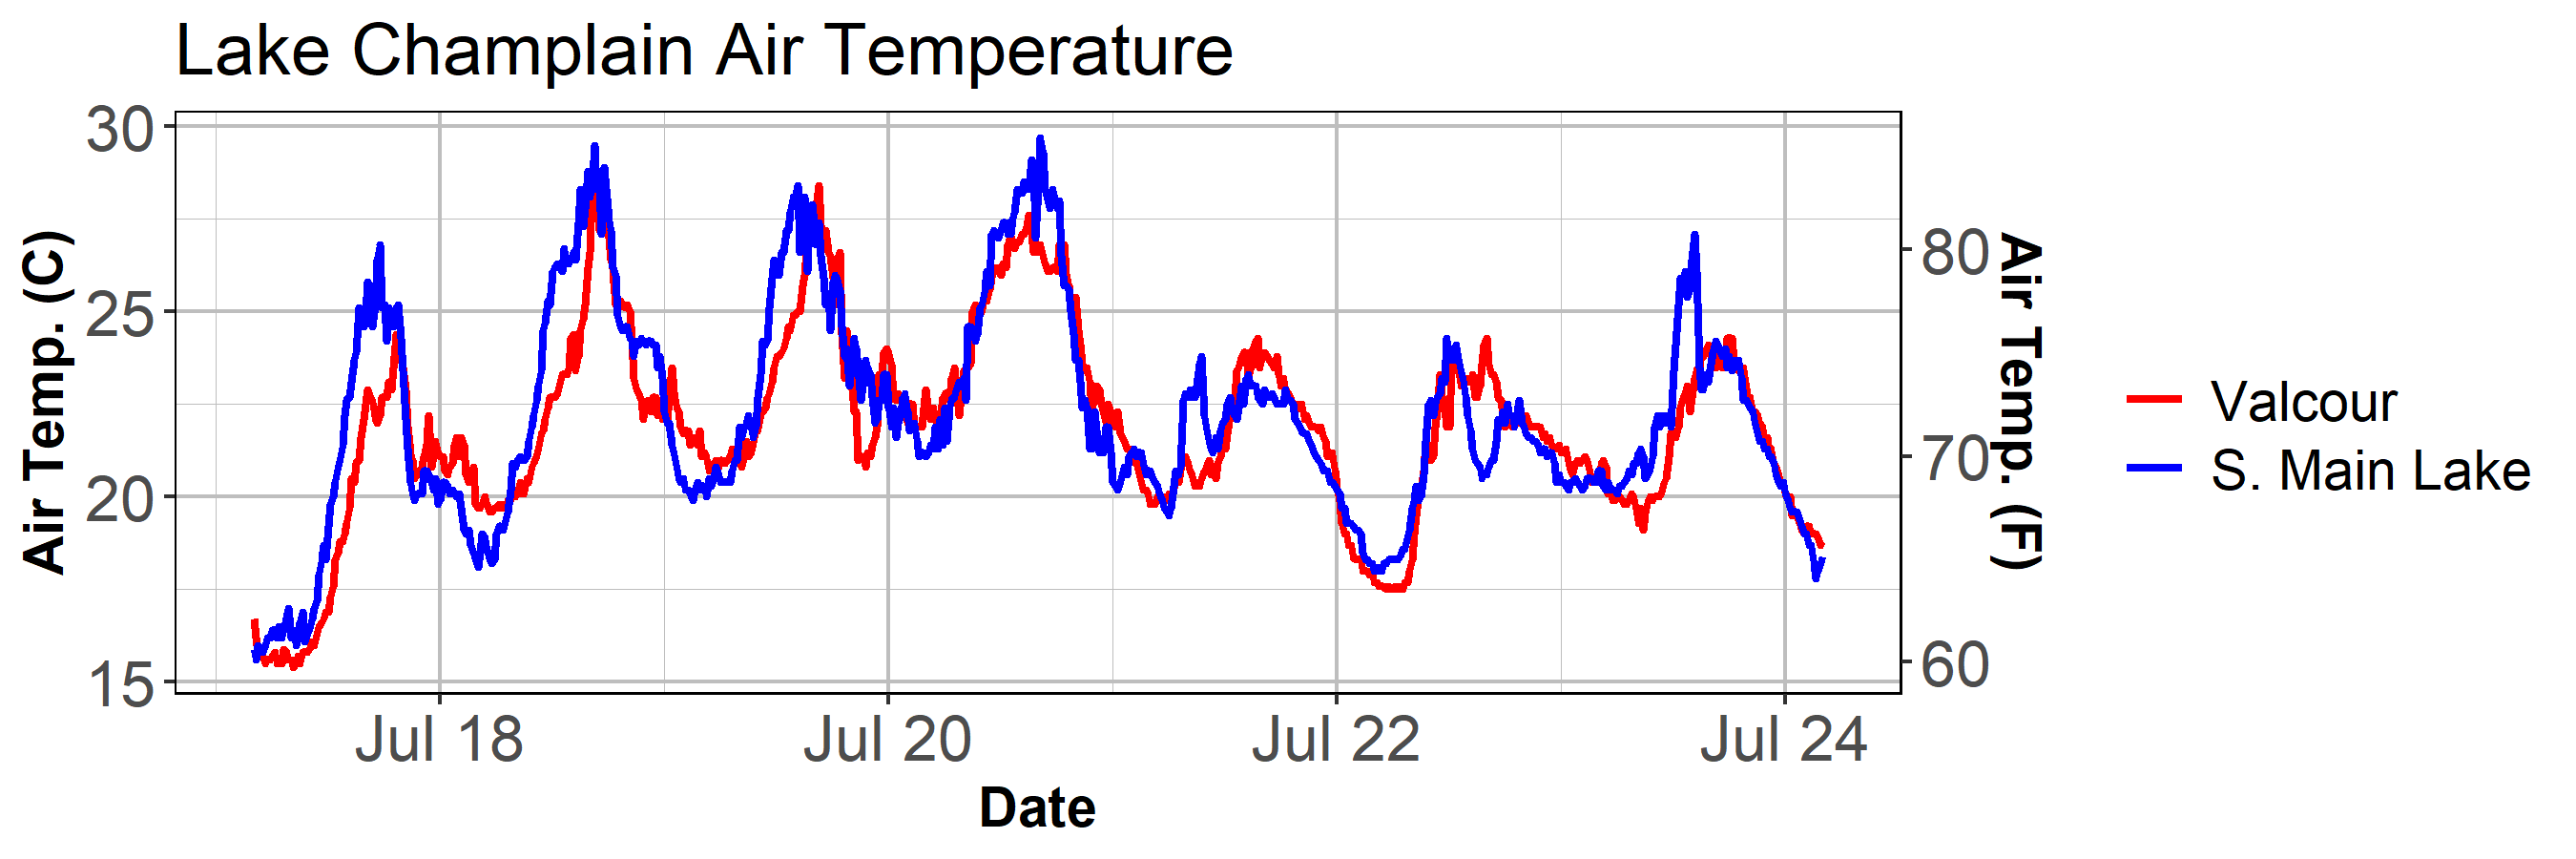 Lake Champlain Air Temperature
Air Temp. (C)
30
25
20
15
Jul 18
Jul 20
Jul 22
Jul 24
Date
80
70
60
Air Temp. (F)
Valcour
S. Main Lake